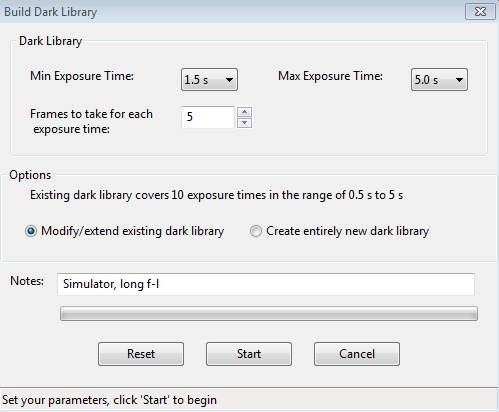 Build Dark Library
Dark Library
Min Exposure Time: 1.5 s Max Exposure Time: 5.0 s
Frames to take for each
exposure time: 5
Options
Existing dark library covers 10 exposure times in the range of 0.5 s to 5 s
Modify/extend existing dark library Create entirely new dark library
Notes: Simulator, long f-l
Reset Start Cancel
Set your parameters, click 'Start' to begin